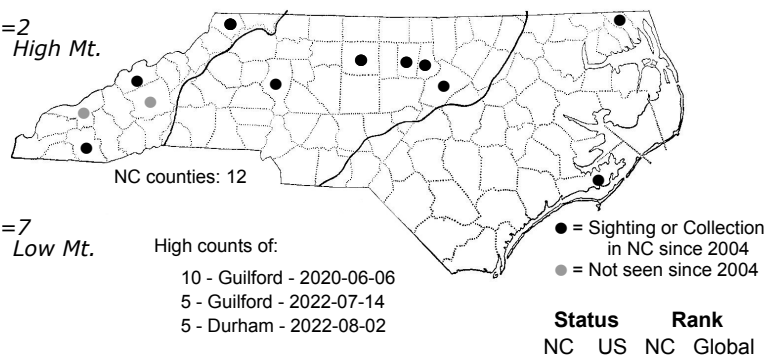 =2
High Mt.
NC counties: 12
=7
Low Mt.
High counts of:
10 - Guilford - 2020-06-06
5 - Guilford - 2022-07-14
5 - Durham - 2022-08-02
● = Sighting or Collection
in NC since 2004
● = Not seen since 2004
Status Rank
NC US NC Global